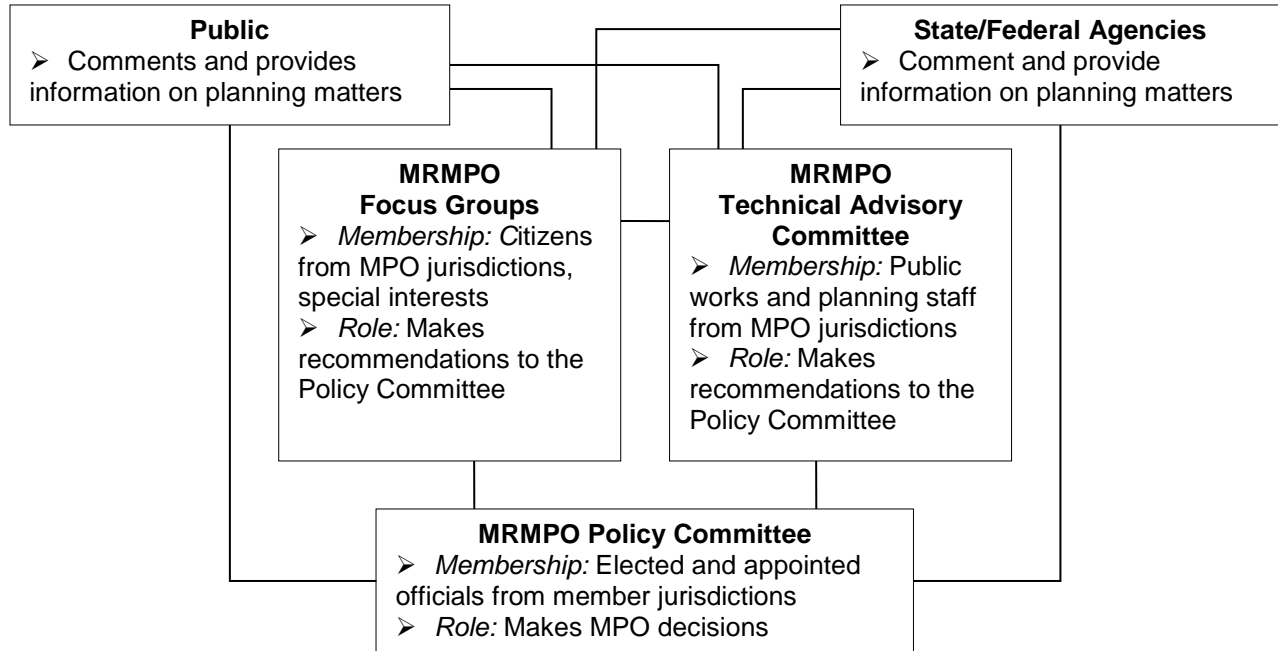 Public
➢ Comments and provides
information on planning matters
State/Federal Agencies
➢ Comment and provide
information on planning matters
MRMPO
Focus Groups
➢ Membership: Citizens
from MPO jurisdictions,
special interests
➢ Role: Makes
recommendations to the
Policy Committee
MRMPO
Technical Advisory
Committee
➢ Membership: Public
works and planning staff
from MPO jurisdictions
➢ Role: Makes
recommendations to the
Policy Committee
MRMPO Policy Committee
➢ Membership: Elected and appointed
officials from member jurisdictions
➢ Role: Makes MPO decisions